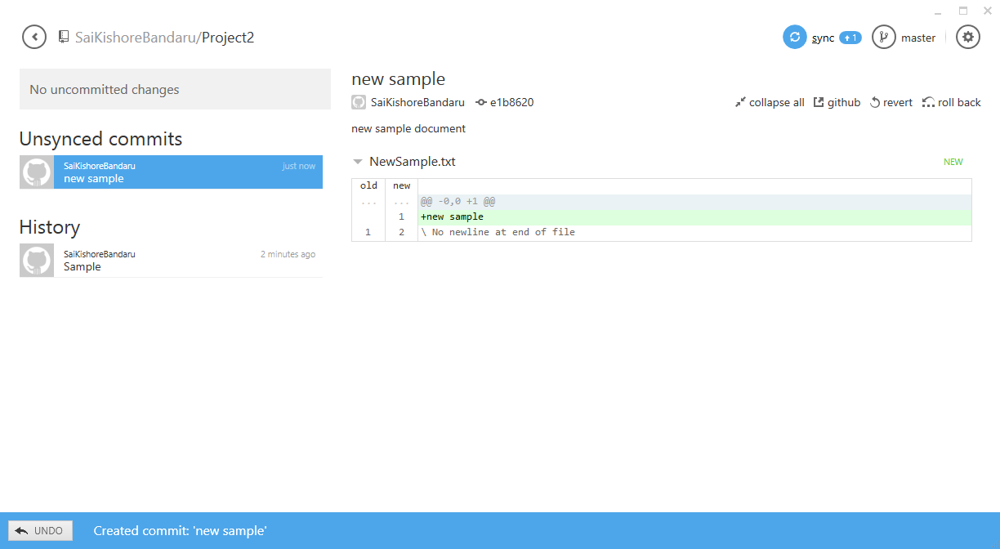 SaiKishoreBandaru/Project2
sync 1 master
No uncommitted changes
Unsynced commits
SaiKishoreBandaru just now
new sample
History
SaiKishoreBandaru 2 minutes ago
Sample
new sample
SaiKishoreBandaru e1b8620
collapse all github revert roll back
new sample document
NewSample.txt NEW
old new
... ... @@ -0,0 +1 @@
1 +new sample
1 2 \ No newline at end of file
UNDO Created commit: 'new sample'